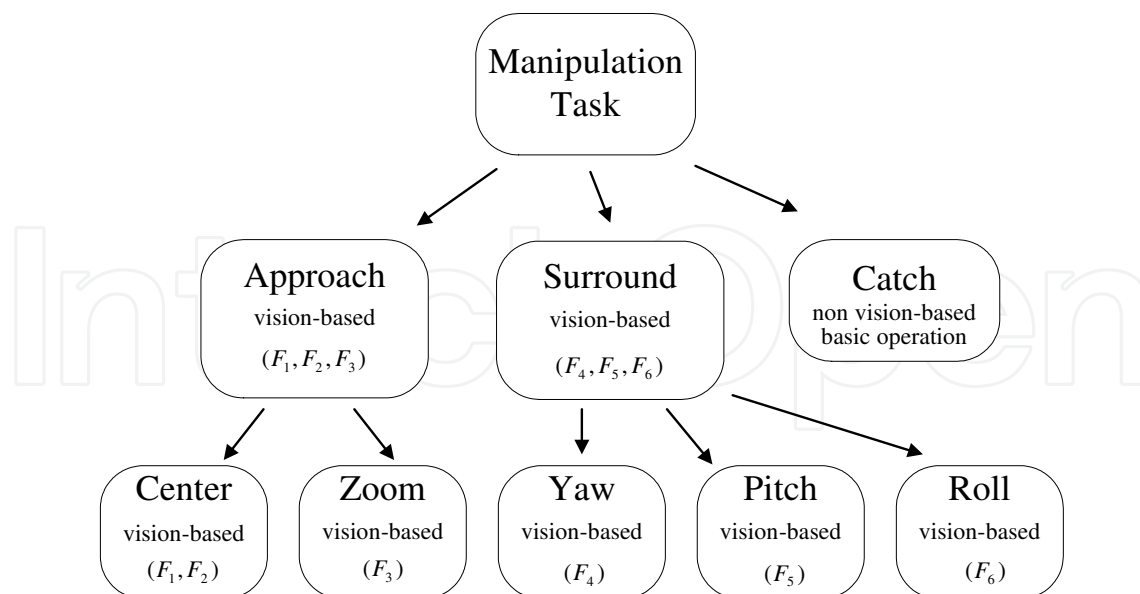 Manipulation
Task
Approach
vision-based
(F₁, F₂, F₃)
Surround
vision-based
(F₄, F₅, F₆)
Catch
non vision-based
basic operation
Center
vision-based
(F₁, F₂)
Zoom
vision-based
(F₃)
Yaw
vision-based
(F₄)
Pitch
vision-based
(F₅)
Roll
vision-based
(F₆)
IntechOpen